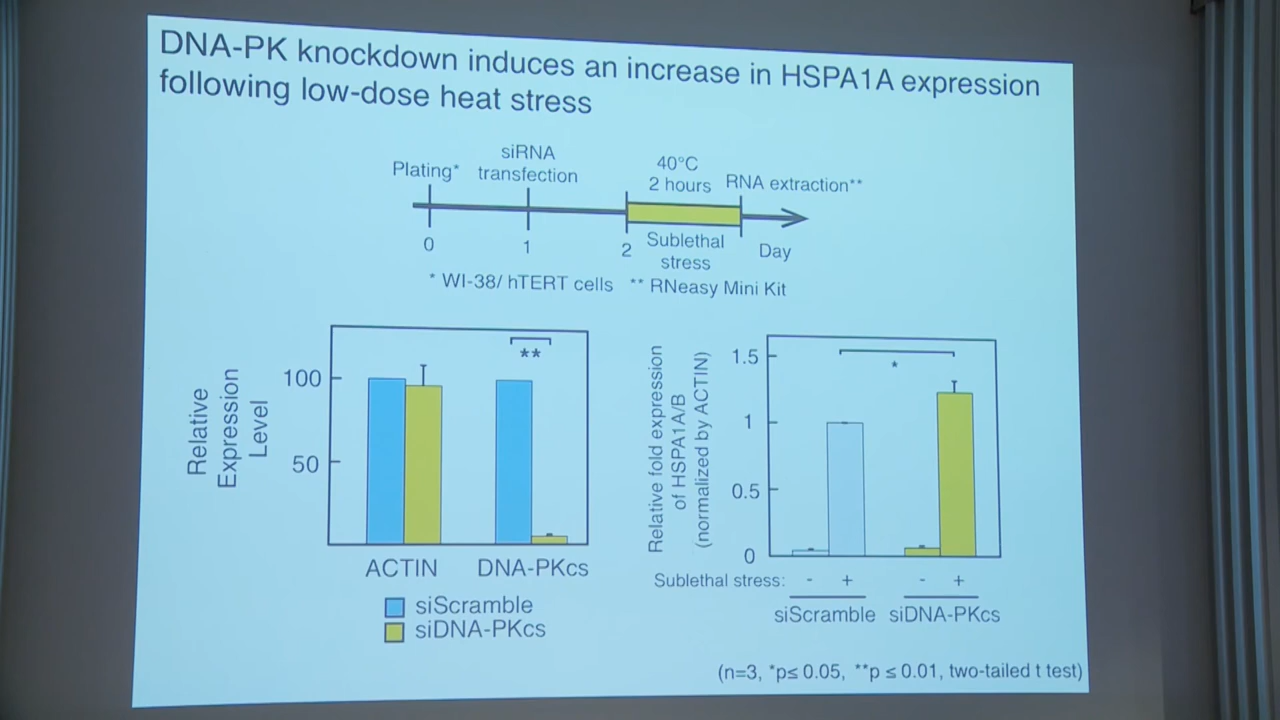 DNA-PK knockdown induces an increase in HSPA1A expression
following low-dose heat stress
siRNA
Plating* transfection
40°C
2 hours RNA extraction**
0 1 2 Sublethal
stress
Day
* WI-38/ hTERT cells ** RNeasy Mini Kit
Relative
Expression
Level
100
50
**
ACTIN DNA-PKcs
siScramble
siDNA-PKcs
Relative fold expression
of HSPA1A/B
(normalized by ACTIN)
1.5
1
0.5
0
*
Sublethal stress: - + - +
siScramble siDNA-PKcs
(n=3, *p≤ 0.05, **p ≤ 0.01, two-tailed t test)